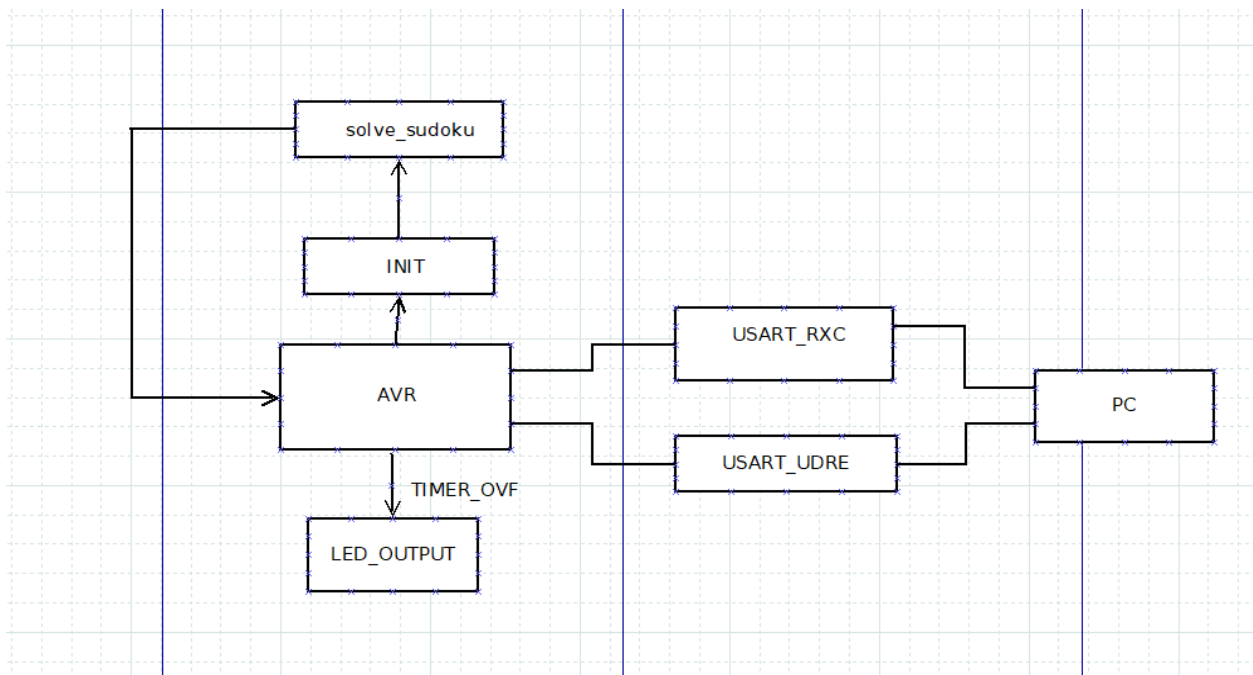 solve_sudoku
INIT
USART_RXC
AVR
PC
USART_UDRE
TIMER_OVF
LED_OUTPUT